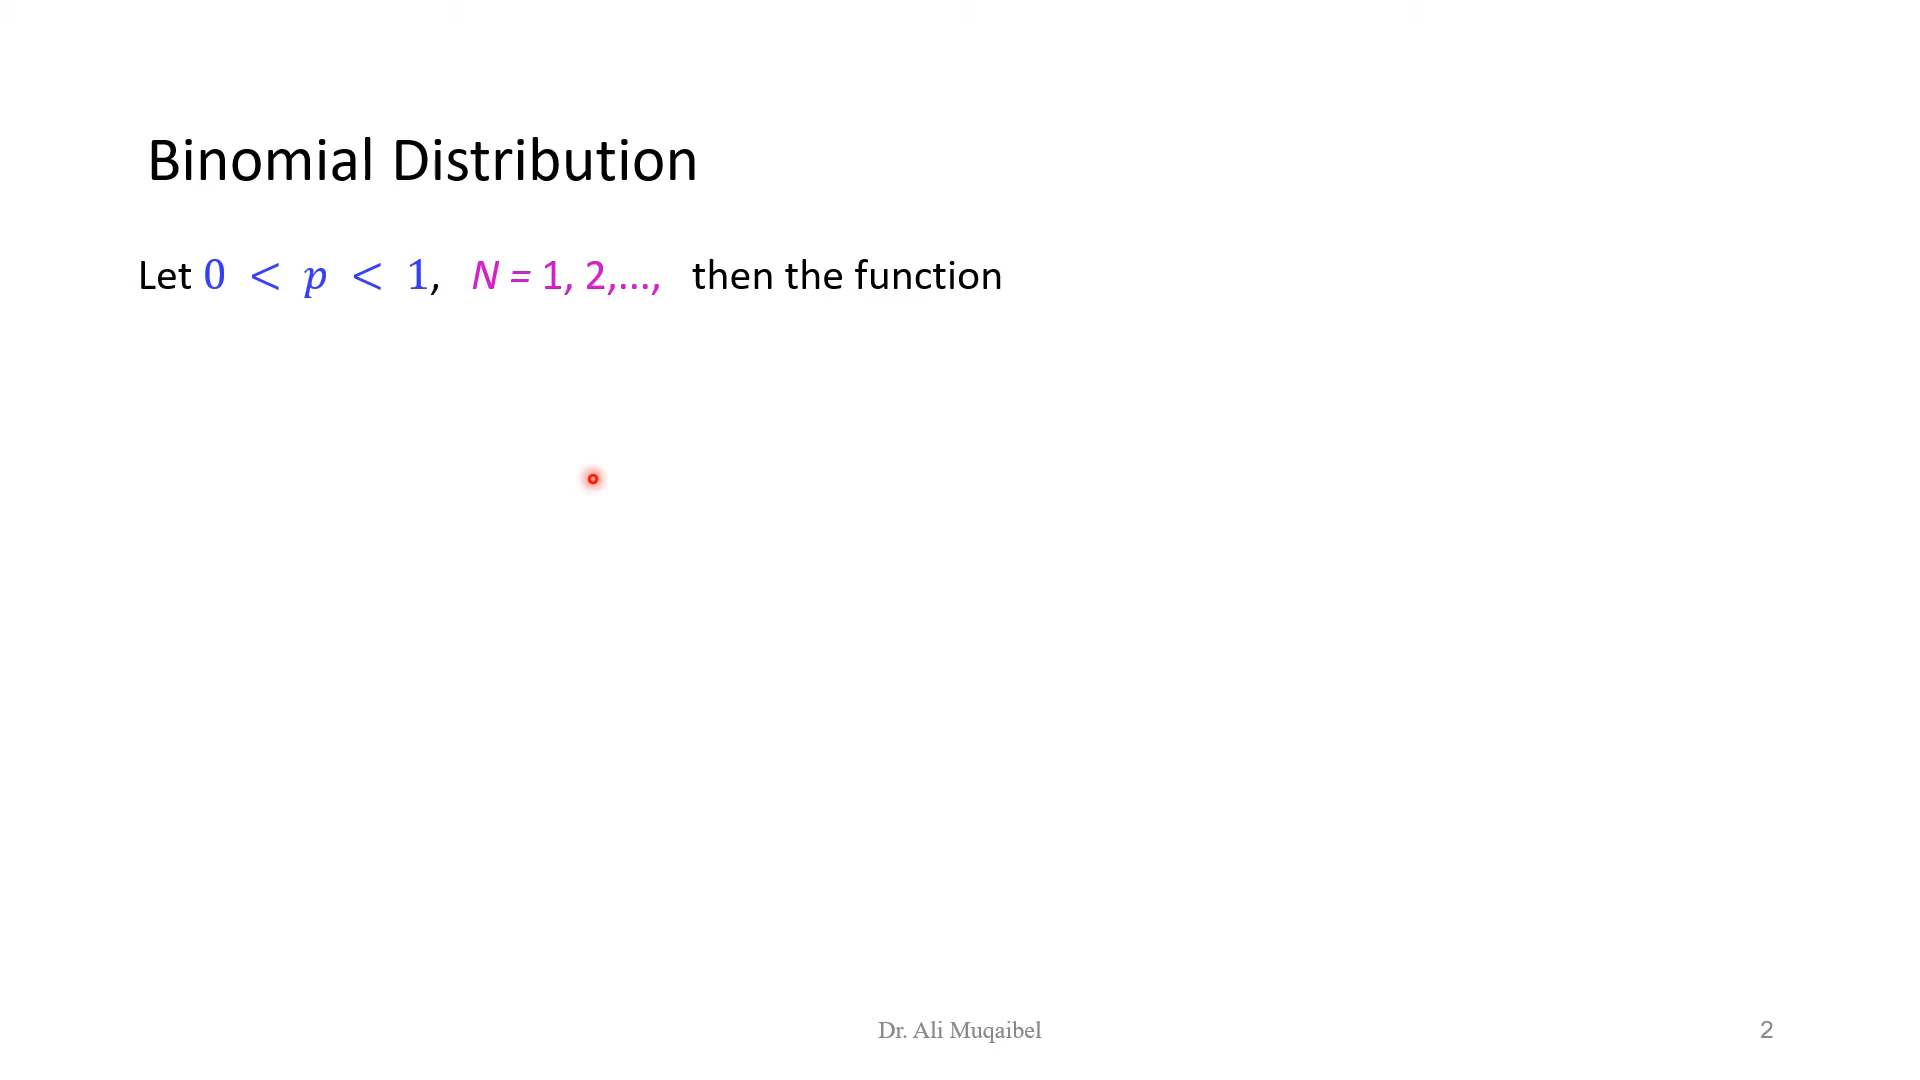 Binomial Distribution
Let 0 < p < 1, N = 1, 2,..., then the function
Dr. Ali Muqaibel
2